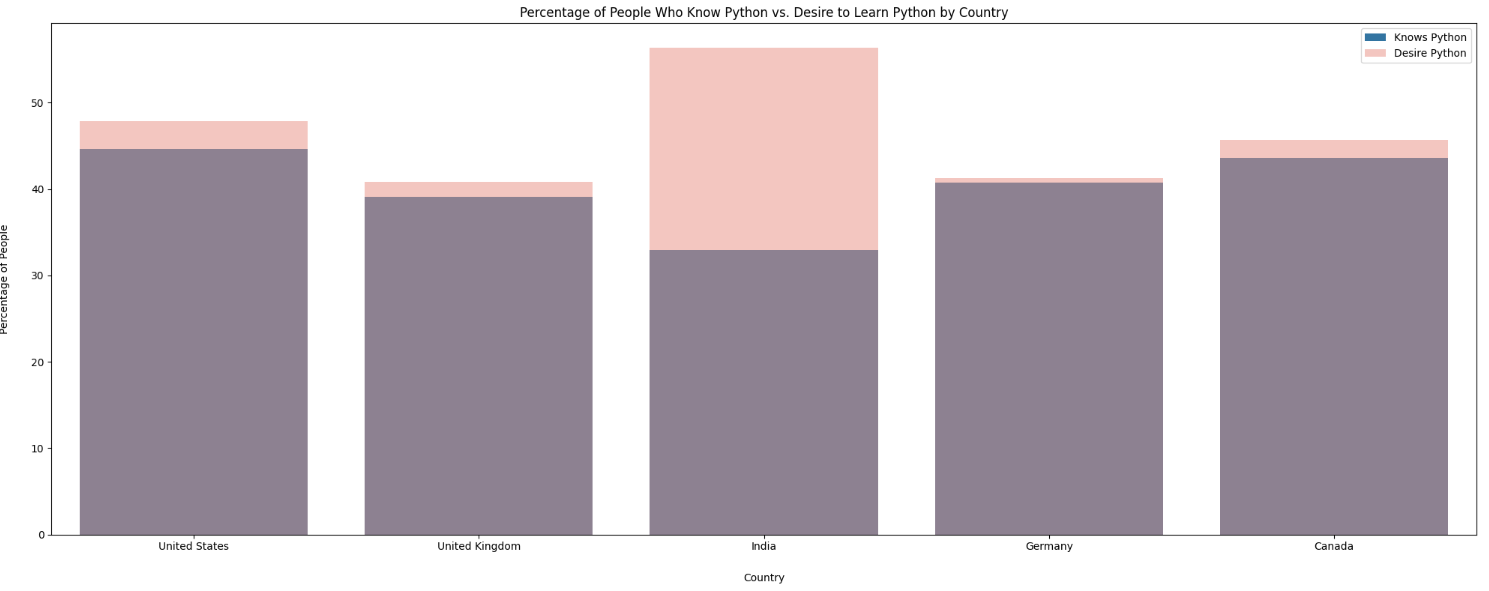 Percentage of People Who Know Python vs. Desire to Learn Python by Country
Knows Python
Desire Python
50
40
30
20
10
0
Percentage of People
United States
United Kingdom
India
Germany
Canada
Country